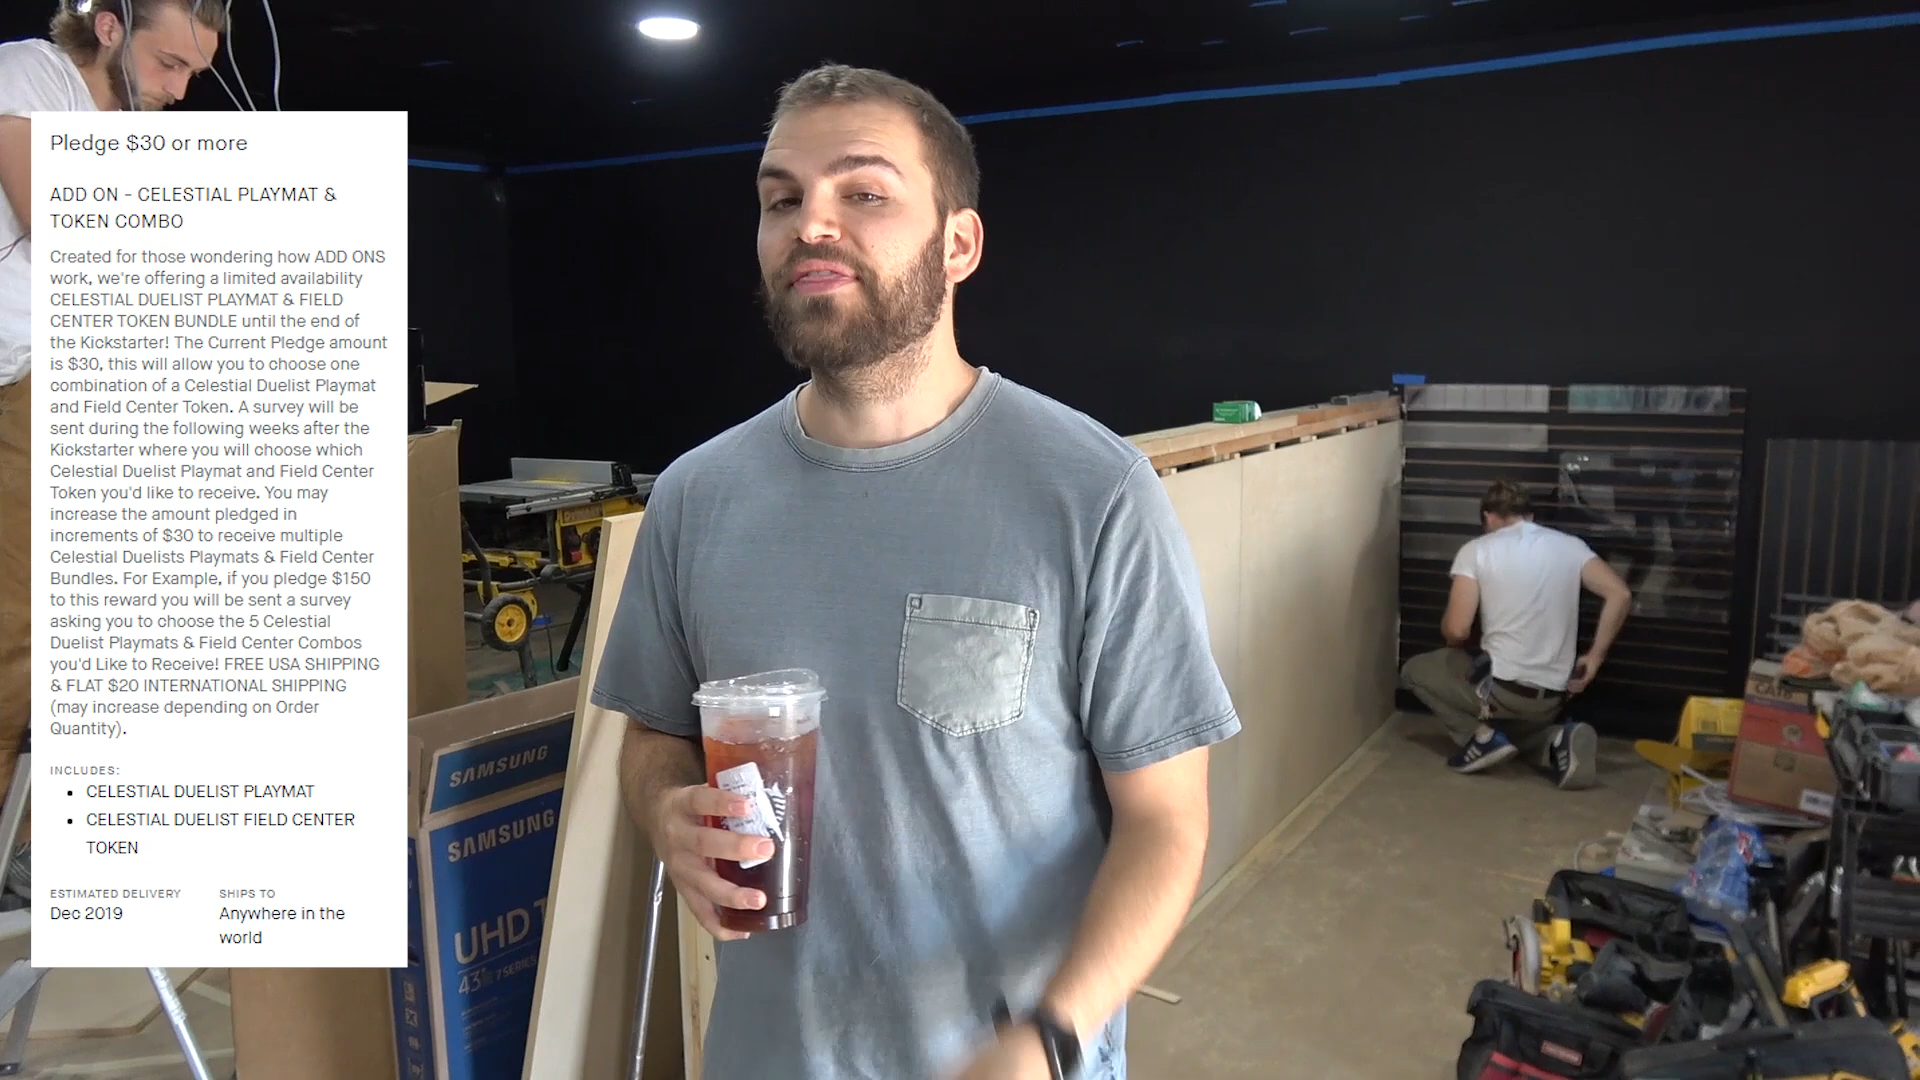 Pledge $30 or more
ADD ON - CELESTIAL PLAYMAT &
TOKEN COMBO
Created for those wondering how ADD ONS
work, we're offering a limited availability
CELESTIAL DUELIST PLAYMAT & FIELD
CENTER TOKEN BUNDLE until the end of
the Kickstarter! The Current Pledge amount
is $30, this will allow you to choose one
combination of a Celestial Duelist Playmat
and Field Center Token. A survey will be
sent during the following weeks after the
Kickstarter where you will choose which
Celestial Duelist Playmat and Field Center
Token you'd like to receive. You may
increase the amount pledged in
increments of $30 to receive multiple
Celestial Duelists Playmats & Field Center
Bundles. For Example, if you pledge $150
to this reward you will be sent a survey
asking you to choose the 5 Celestial
Duelist Playmats & Field Center Combos
you'd Like to Receive! FREE USA SHIPPING
& FLAT $20 INTERNATIONAL SHIPPING
(may increase depending on Order
Quantity).
INCLUDES:
• CELESTIAL DUELIST PLAYMAT
• CELESTIAL DUELIST FIELD CENTER
TOKEN
ESTIMATED DELIVERY
Dec 2019
SHIPS TO
Anywhere in the
world
SAMSUNG
SAMSUNG
UHD
43" 7 SERIES